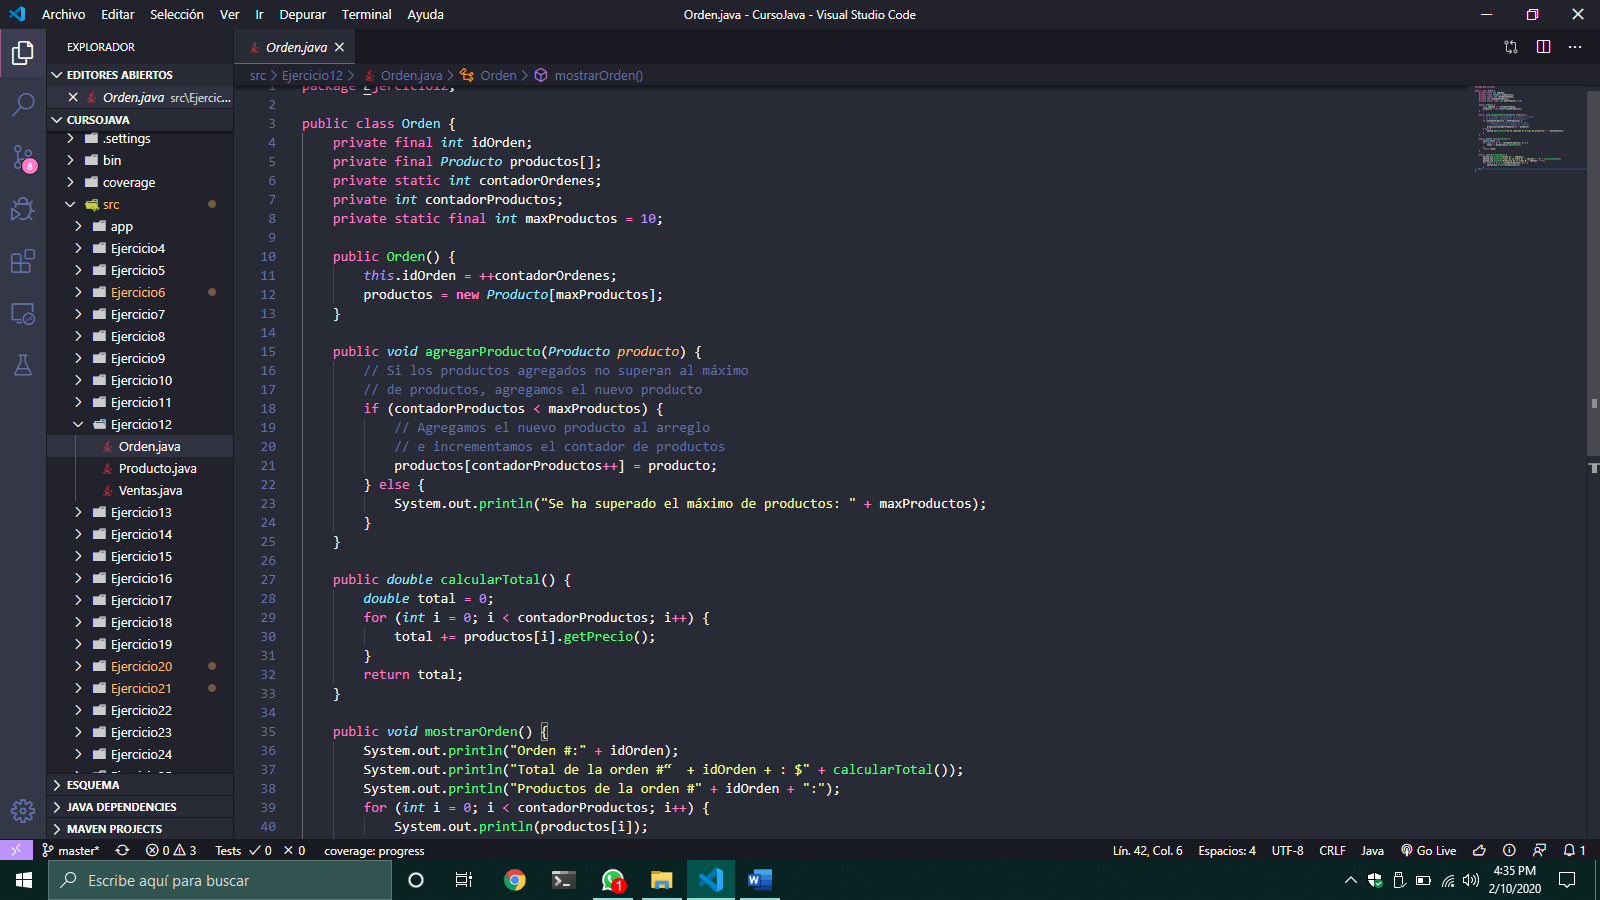 Archivo Editar Selección Ver Ir Depurar Terminal Ayuda
Orden.java - CursoJava - Visual Studio Code
EXPLORADOR
EDITORES ABIERTOS
Orden.java src\Ejercic...
CURSOJAVA
.settings
bin
coverage
src
app
Ejercicio4
Ejercicio5
Ejercicio6
Ejercicio7
Ejercicio8
Ejercicio9
Ejercicio10
Ejercicio11
Ejercicio12
Orden.java
Producto.java
Ventas.java
Ejercicio13
Ejercicio14
Ejercicio15
Ejercicio16
Ejercicio17
Ejercicio18
Ejercicio19
Ejercicio20
Ejercicio21
Ejercicio22
Ejercicio23
Ejercicio24
ESQUEMA
JAVA DEPENDENCIES
MAVEN PROJECTS
8
Orden.java
src > Ejercicio12 > Orden.java > Orden > mostrarOrden()
1 package Ejercicio12;
2
3 public class Orden {
4 private final int idOrden;
5 private final Producto productos[];
6 private static int contadorOrdenes;
7 private int contadorProductos;
8 private static final int maxProductos = 10;
9
10 public Orden() {
11 this.idOrden = ++contadorOrdenes;
12 productos = new Producto[maxProductos];
13 }
14
15 public void agregarProducto(Producto producto) {
16 // Si los productos agregados no superan al máximo
17 // de productos, agregamos el nuevo producto
18 if (contadorProductos < maxProductos) {
19 // Agregamos el nuevo producto al arreglo
20 // e incrementamos el contador de productos
21 productos[contadorProductos++] = producto;
22 } else {
23 System.out.println("Se ha superado el máximo de productos: " + maxProductos);
24 }
25 }
26
27 public double calcularTotal() {
28 double total = 0;
29 for (int i = 0; i < contadorProductos; i++) {
30 total += productos[i].getPrecio();
31 }
32 return total;
33 }
34
35 public void mostrarOrden() {
36 System.out.println("Orden #:" + idOrden);
37 System.out.println("Total de la orden #“ + idOrden + : $" + calcularTotal());
38 System.out.println("Productos de la orden #" + idOrden + ":");
39 for (int i = 0; i < contadorProductos; i++) {
40 System.out.println(productos[i]);
master* 0 3 Tests 0 0 coverage: progress
Lín. 42, Col. 6 Espacios: 4 UTF-8 CRLF Java Go Live 1
Escribe aquí para buscar
1
4:35 PM
2/10/2020